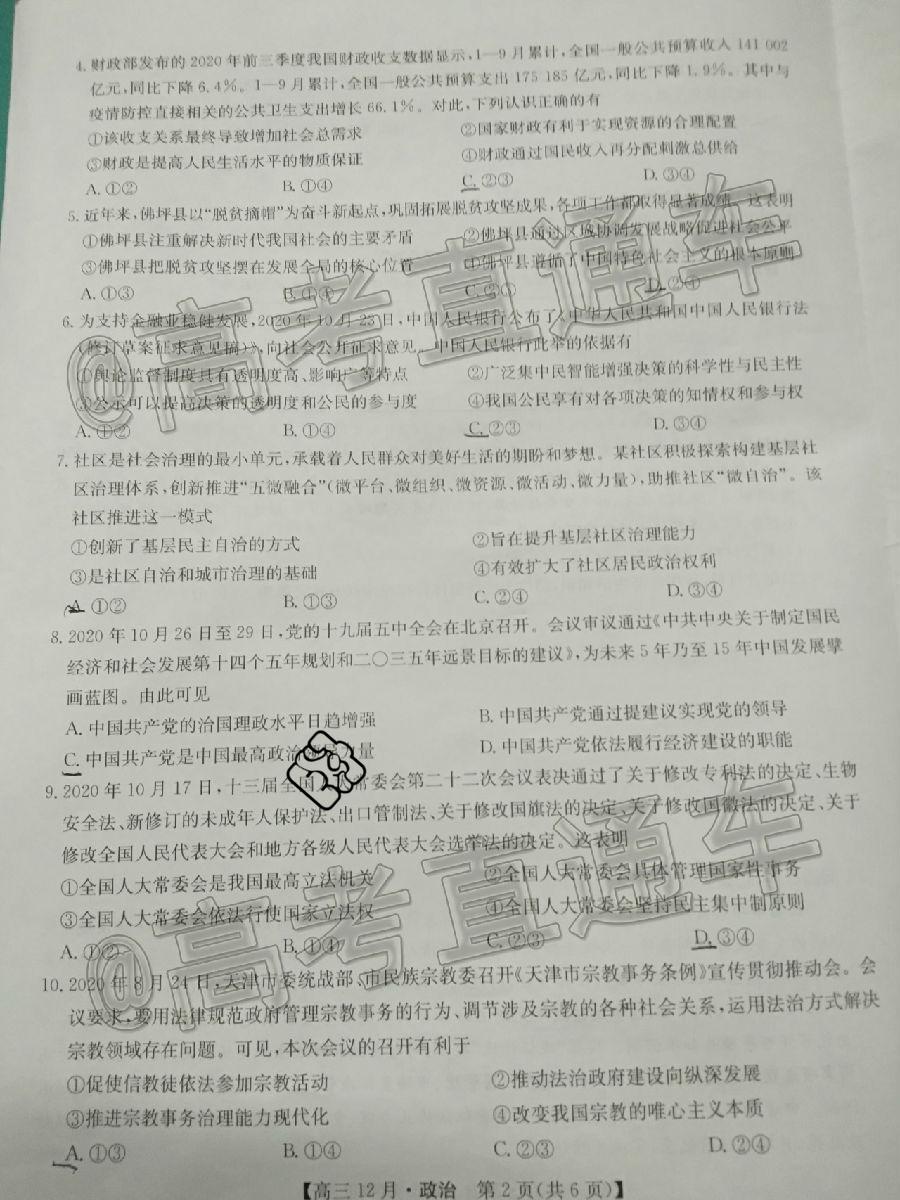 4. 财政部发布的 2020 年前三季度我国财政收支数据显示，1—9 月累计，全国一般公共预算收入 141 002
亿元，同比下降 6.4%。1—9 月累计，全国一般公共预算支出 175 185 亿元，同比下降 1.9%。其中与
疫情防控直接相关的公共卫生支出增长 66.1%。对此，下列认识正确的有
①该收支关系最终导致增加社会总需求 ②国家财政有利于实现资源的合理配置
③财政是提高人民生活水平的物质保证 ④财政通过国民收入再分配刺激总供给
A. ①② B. ①④ C. ②③ D. ③④
5. 近年来，佛坪县以“脱贫摘帽”为奋斗新起点，巩固拓展脱贫攻坚成果，各项工作都取得显著成绩。这表明
①佛坪县注重解决新时代我国社会的主要矛盾 ②佛坪县通过区域协调发展战略促进社会公平
③佛坪县把脱贫攻坚摆在发展全局的核心位置 ④佛坪县遵循了中国特色社会主义的根本原则
A. ①③ B. ①④ C. ②③ D. ②④
6. 为支持金融业稳健发展，2020 年 10 月 23 日，中国人民银行公布了《中华人民共和国中国人民银行法
(修订草案征求意见稿)》，向社会公开征求意见。中国人民银行此举的依据有
①舆论监督制度具有透明度高、影响广等特点 ②广泛集中民智能增强决策的科学性与民主性
③公示可以提高决策的透明度和公民的参与度 ④我国公民享有对各项决策的知情权和参与权
A. ①② B. ①④ C. ②③ D. ③④
7. 社区是社会治理的最小单元，承载着人民群众对美好生活的期盼和梦想。某社区积极探索构建基层社
区治理体系，创新推进“五微融合”(微平台、微组织、微资源、微活动、微力量)，助推社区“微自治”。该
社区推进这一模式
①创新了基层民主自治的方式 ②旨在提升基层社区治理能力
③是社区自治和城市治理的基础 ④有效扩大了社区居民政治权利
A. ①② B. ①③ C. ②④ D. ③④
8. 2020 年 10 月 26 日至 29 日，党的十九届五中全会在北京召开。会议审议通过《中共中央关于制定国民
经济和社会发展第十四个五年规划和二〇三五年远景目标的建议》，为未来 5 年乃至 15 年中国发展擘
画蓝图。由此可见
A. 中国共产党的治国理政水平日趋增强 B. 中国共产党通过提建议实现党的领导
C. 中国共产党是中国最高政治领导力量 D. 中国共产党依法履行经济建设的职能
9. 2020 年 10 月 17 日，十三届全国人大常委会第二十二次会议表决通过了关于修改专利法的决定、生物
安全法、新修订的未成年人保护法、出口管制法、关于修改国旗法的决定、关于修改国徽法的决定、关于
修改全国人民代表大会和地方各级人民代表大会选举法的决定。这表明
①全国人大常委会是我国最高立法机关 ②全国人大常委会具体管理国家性事务
③全国人大常委会依法行使国家立法权 ④全国人大常委会坚持民主集中制原则
A. ①② B. ①④ C. ②③ D. ③④
10. 2020 年 8 月 24 日，天津市委统战部、市民族宗教委召开《天津市宗教事务条例》宣传贯彻推动会。会
议要求，要用法律规范政府管理宗教事务的行为、调节涉及宗教的各种社会关系，运用法治方式解决
宗教领域存在问题。可见，本次会议的召开有利于
①促使信教徒依法参加宗教活动 ②推动法治政府建设向纵深发展
③推进宗教事务治理能力现代化 ④改变我国宗教的唯心主义本质
A. ①③ B. ①④ C. ②③ D. ②④
【高三 12 月·政治 第 2 页(共 6 页)】
@高考直通车
@高考直通车